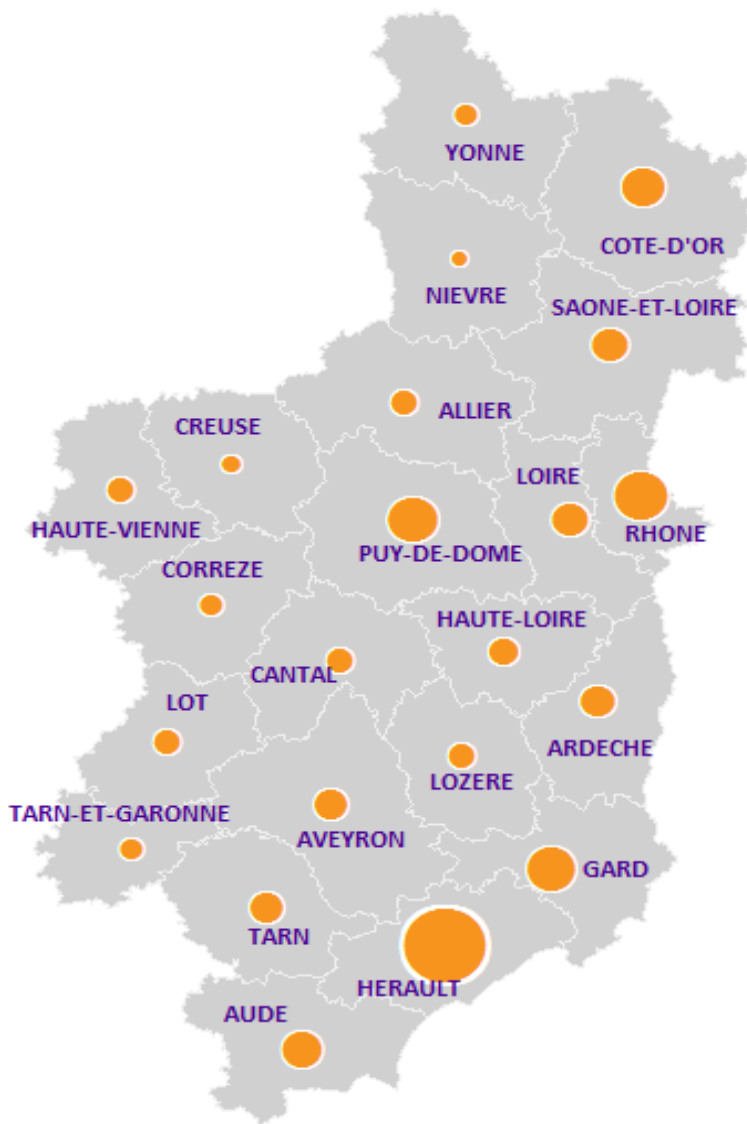 YONNE
COTE-D'OR
NIEVRE
SAONE-ET-LOIRE
ALLIER
CREUSE
LOIRE
HAUTE-VIENNE
RHONE
PUY-DE-DOME
CORREZE
HAUTE-LOIRE
CANTAL
LOT
ARDECHE
LOZERE
TARN-ET-GARONNE
AVEYRON
GARD
TARN
HERAULT
AUDE